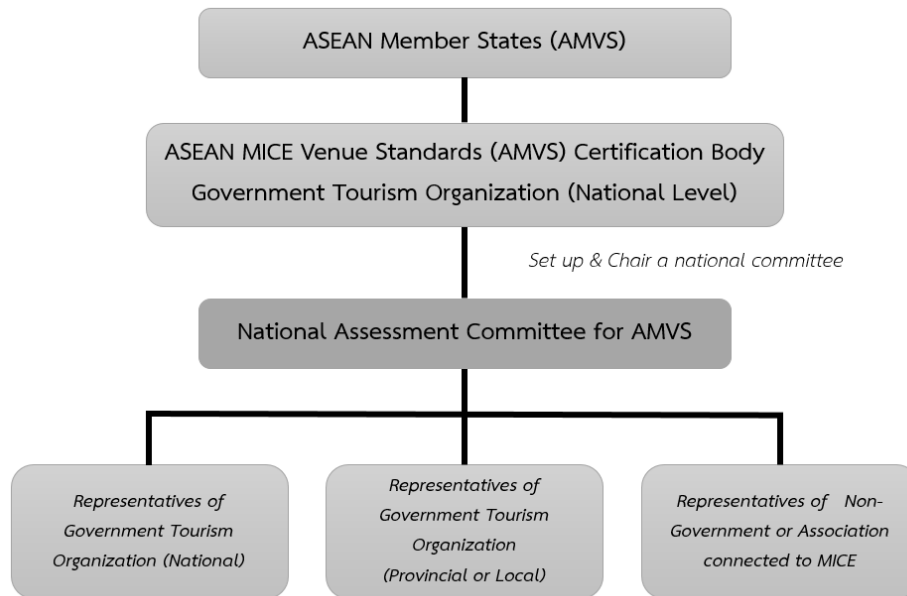 ASEAN Member States (AMVS)
ASEAN MICE Venue Standards (AMVS) Certification Body
Government Tourism Organization (National Level)
Set up & Chair a national committee
National Assessment Committee for AMVS
Representatives of
Government Tourism
Organization (National)
Representatives of
Government Tourism
Organization
(Provincial or Local)
Representatives of Non-
Government or Association
connected to MICE